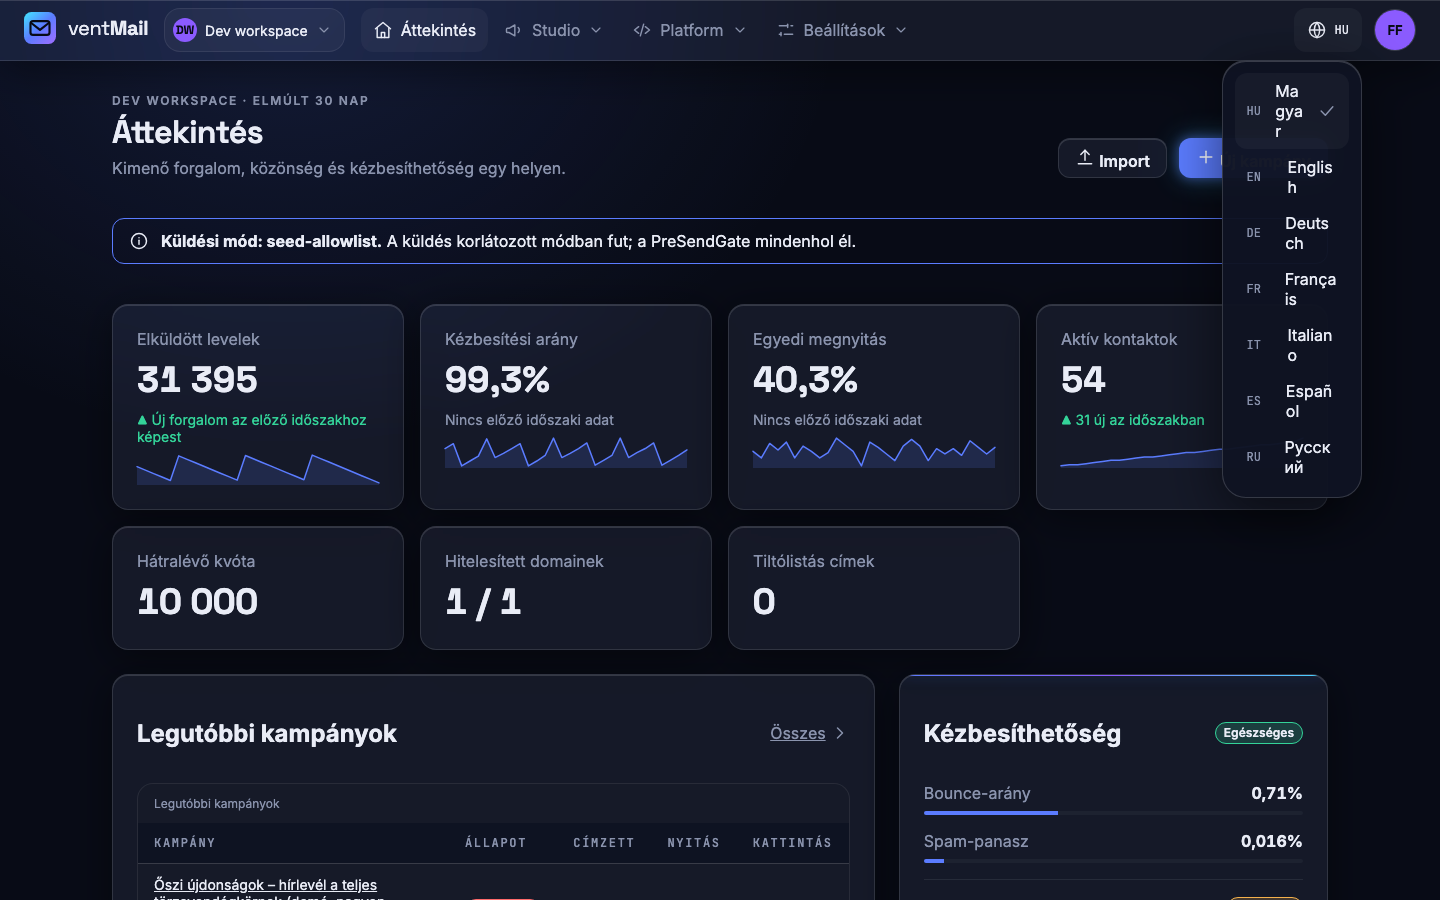 ventMail
DW Dev workspace
Áttekintés
Studio
Platform
Beállítások
HU
FF
DEV WORKSPACE · ELMÚLT 30 NAP
Áttekintés
Kimenő forgalom, közönség és kézbesíthetőség egy helyen.
Import
HU Ma
gya
r
EN Englis
h
DE Deuts
ch
FR França
is
IT Italian
o
ES Españ
ol
RU Русск
ий
Küldési mód: seed-allowlist. A küldés korlátozott módban fut; a PreSendGate mindenhol él.
Elküldött levelek
31 395
▲ Új forgalom az előző időszakhoz
képest
Kézbesítési arány
99,3%
Nincs előző időszaki adat
Egyedi megnyitás
40,3%
Nincs előző időszaki adat
Aktív kontaktok
54
▲ 31 új az időszakban
Hátralévő kvóta
10 000
Hitelesített domainek
1 / 1
Tiltólistás címek
0
Legutóbbi kampányok
Összes
Legutóbbi kampányok
KAMPÁNY ÁLLAPOT CÍMZETT NYITÁS KATTINTÁS
Őszi újdonságok – hírlevél a teljes
Kézbesíthetőség
Egészséges
Bounce-arány 0,71%
Spam-panasz 0,016%